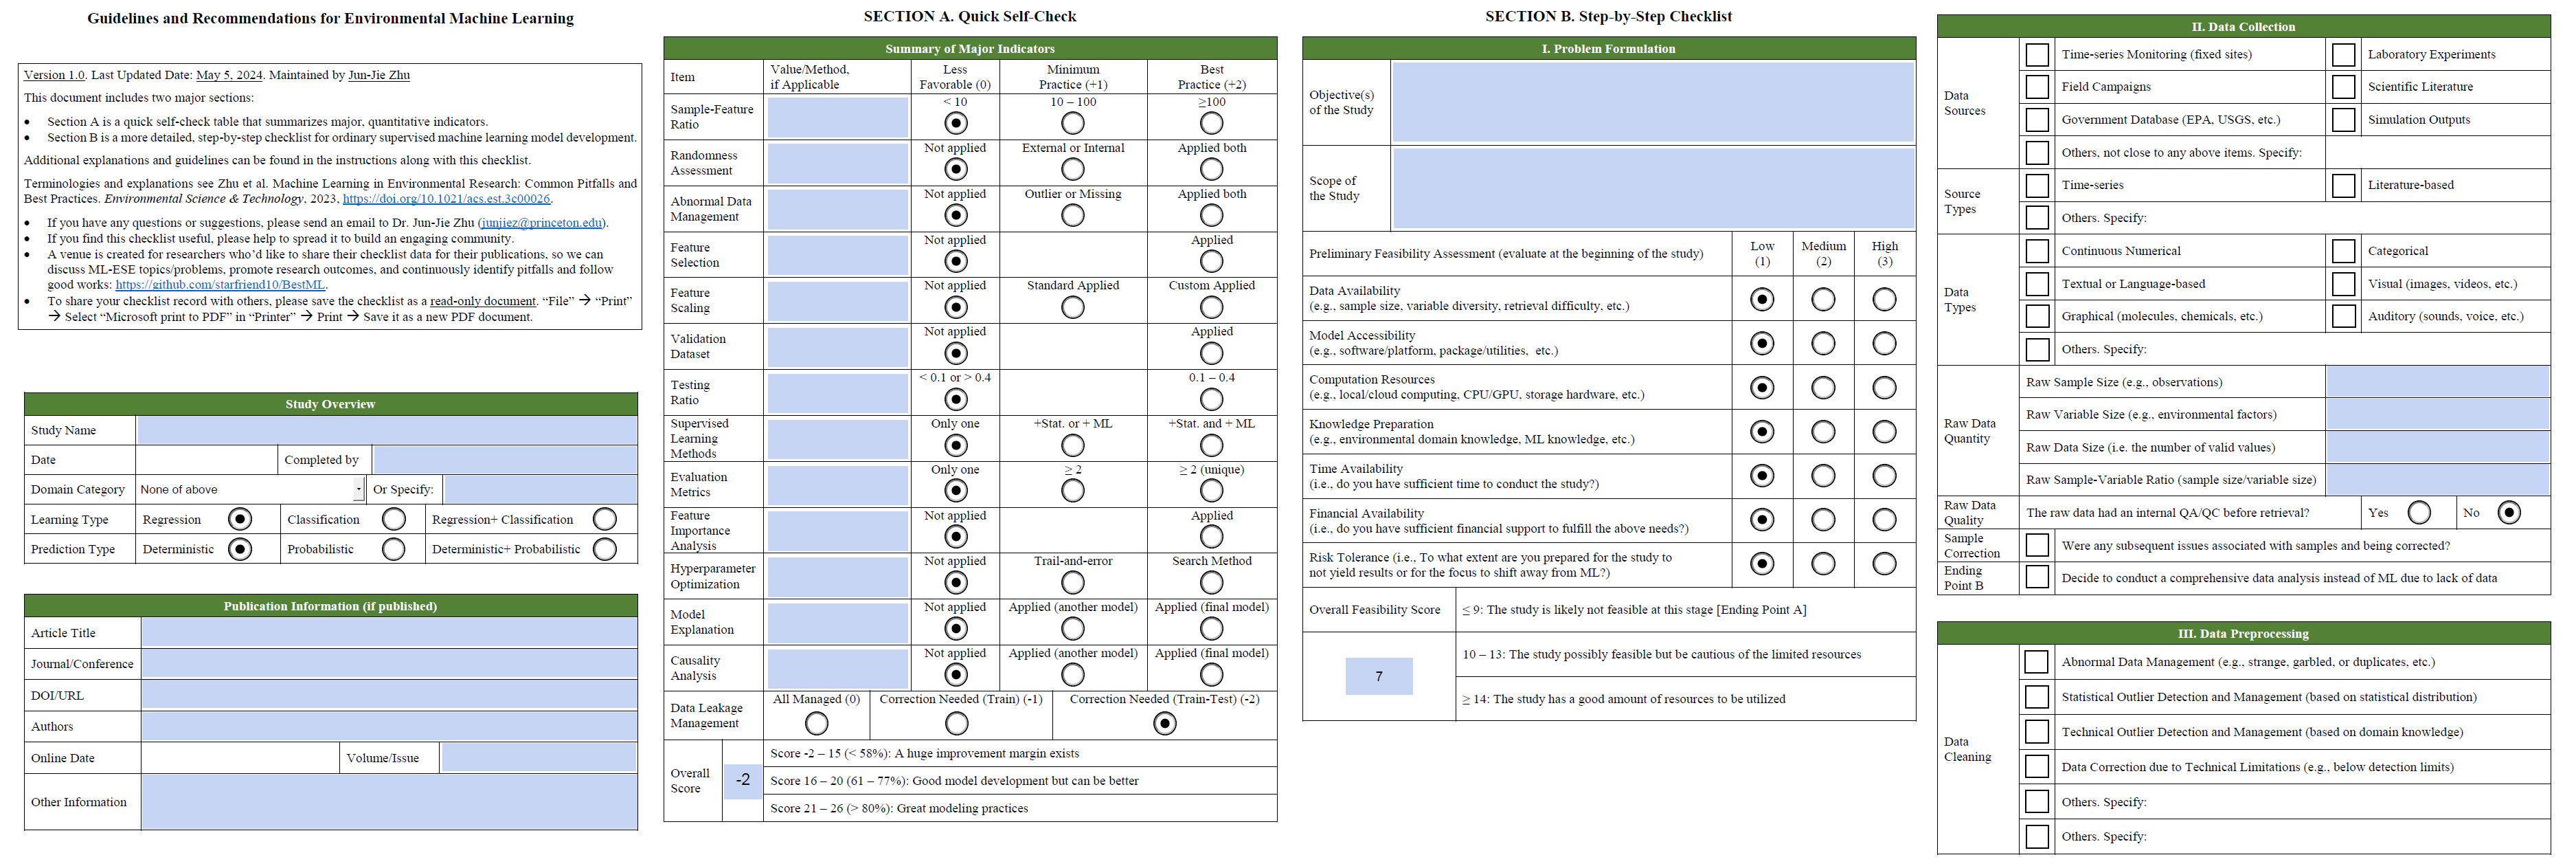 Guidelines and Recommendations for Environmental Machine Learning
Version 1.0. Last Updated Date: May 5, 2024. Maintained by Jun-Jie Zhu
This document includes two major sections:
• Section A is a quick self-check table that summarizes major, quantitative indicators.
• Section B is a more detailed, step-by-step checklist for ordinary supervised machine learning model development.
Additional explanations and guidelines can be found in the instructions along with this checklist.
Terminologies and explanations see Zhu et al. Machine Learning in Environmental Research: Common Pitfalls and
Best Practices. Environmental Science & Technology, 2023, https://doi.org/10.1021/acs.est.3c00026.
• If you have any questions or suggestions, please send an email to Dr. Jun-Jie Zhu (junjiez@princeton.edu).
• If you find this checklist useful, please help to spread it to build an engaging community.
• A venue is created for researchers who'd like to share their checklist data for their publications, so we can
discuss ML-ESE topics/problems, promote research outcomes, and continuously identify pitfalls and follow
good works: https://github.com/starfriend10/BestML.
• To share your checklist record with others, please save the checklist as a read-only document. “File” → “Print”
→ Select “Microsoft print to PDF” in “Printer” → Print → Save it as a new PDF document.
Study Overview
Study Name
Date Completed by
Domain Category None of above Or Specify:
Learning Type Regression Classification Regression+ Classification
Prediction Type Deterministic Probabilistic Deterministic+ Probabilistic
Publication Information (if published)
Article Title
Journal/Conference
DOI/URL
Authors
Online Date Volume/Issue
Other Information
SECTION A. Quick Self-Check
Summary of Major Indicators
Item Value/Method, if Applicable Less Favorable (0) Minimum Practice (+1) Best Practice (+2)
Sample-Feature Ratio < 10 10 – 100 ≥100
Randomness Assessment Not applied External or Internal Applied both
Abnormal Data Management Not applied Outlier or Missing Applied both
Feature Selection Not applied Applied
Feature Scaling Not applied Standard Applied Custom Applied
Validation Dataset Not applied Applied
Testing Ratio < 0.1 or > 0.4 0.1 – 0.4
Supervised Learning Methods Only one +Stat. or + ML +Stat. and + ML
Evaluation Metrics Only one ≥ 2 ≥ 2 (unique)
Feature Importance Analysis Not applied Applied
Hyperparameter Optimization Not applied Trail-and-error Search Method
Model Explanation Not applied Applied (another model) Applied (final model)
Causality Analysis Not applied Applied (another model) Applied (final model)
Data Leakage Management All Managed (0) Correction Needed (Train) (-1) Correction Needed (Train-Test) (-2)
Overall Score -2
Score -2 – 15 (< 58%): A huge improvement margin exists
Score 16 – 20 (61 – 77%): Good model development but can be better
Score 21 – 26 (> 80%): Great modeling practices
SECTION B. Step-by-Step Checklist
I. Problem Formulation
Objective(s) of the Study
Scope of the Study
Preliminary Feasibility Assessment (evaluate at the beginning of the study) Low (1) Medium (2) High (3)
Data Availability
(e.g., sample size, variable diversity, retrieval difficulty, etc.)
Model Accessibility
(e.g., software/platform, package/utilities, etc.)
Computation Resources
(e.g., local/cloud computing, CPU/GPU, storage hardware, etc.)
Knowledge Preparation
(e.g., environmental domain knowledge, ML knowledge, etc.)
Time Availability
(i.e., do you have sufficient time to conduct the study?)
Financial Availability
(i.e., do you have sufficient financial support to fulfill the above needs?)
Risk Tolerance (i.e., To what extent are you prepared for the study to
not yield results or for the focus to shift away from ML?)
Overall Feasibility Score ≤ 9: The study is likely not feasible at this stage [Ending Point A]
7
10 – 13: The study possibly feasible but be cautious of the limited resources
≥ 14: The study has a good amount of resources to be utilized
II. Data Collection
Data Sources
Time-series Monitoring (fixed sites) Laboratory Experiments
Field Campaigns Scientific Literature
Government Database (EPA, USGS, etc.) Simulation Outputs
Others, not close to any above items. Specify:
Source Types
Time-series Literature-based
Others. Specify:
Data Types
Continuous Numerical Categorical
Textual or Language-based Visual (images, videos, etc.)
Graphical (molecules, chemicals, etc.) Auditory (sounds, voice, etc.)
Others. Specify:
Raw Data Quantity
Raw Sample Size (e.g., observations)
Raw Variable Size (e.g., environmental factors)
Raw Data Size (i.e. the number of valid values)
Raw Sample-Variable Ratio (sample size/variable size)
Raw Data Quality The raw data had an internal QA/QC before retrieval? Yes No
Sample Correction Were any subsequent issues associated with samples and being corrected?
Ending Point B Decide to conduct a comprehensive data analysis instead of ML due to lack of data
III. Data Preprocessing
Data Cleaning
Abnormal Data Management (e.g., strange, garbled, or duplicates, etc.)
Statistical Outlier Detection and Management (based on statistical distribution)
Technical Outlier Detection and Management (based on domain knowledge)
Data Correction due to Technical Limitations (e.g., below detection limits)
Others. Specify:
Others. Specify: